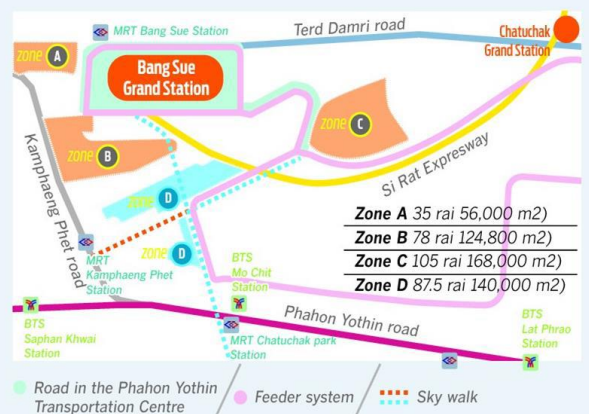 MRT Bang Sue Station
Terd Damri road
Chatuchak
Grand Station
zone A
Bang Sue
Grand Station
zone B
zone C
Kamphaeng Phet road
Si Rat Expresway
zone D
zone D
Zone A 35 rai 56,000 m2)
Zone B 78 rai 124,800 m2)
Zone C 105 rai 168,000 m2)
Zone D 87.5 rai 140,000 m2)
MRT
Kamphaeng Phet
Station
BTS
Mo Chit
Station
Phahon Yothin road
BTS
Saphan Khwai
Station
MRT Chatuchak park
Station
BTS
Lat Phrao
Station
Road in the Phahon Yothin
Transportation Centre
Feeder system
Sky walk